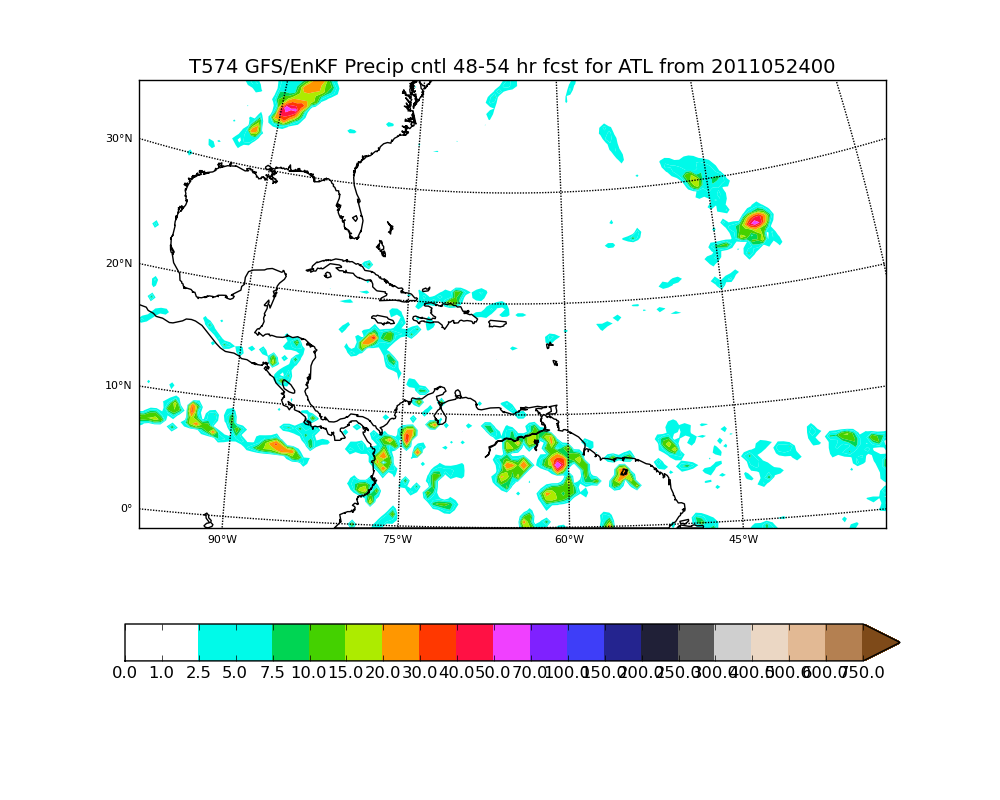 T574 GFS/EnKF Precip cntl 48-54 hr fcst for ATL from 2011052400
30°N
20°N
10°N
0°
90°W 75°W 60°W 45°W
0.0 1.0 2.5 5.0 7.5 10.0 15.0 20.0 30.0 40.0 50.0 70.0 100.0 150.0 200.0 250.0 300.0 400.0 500.0 600.0 750.0